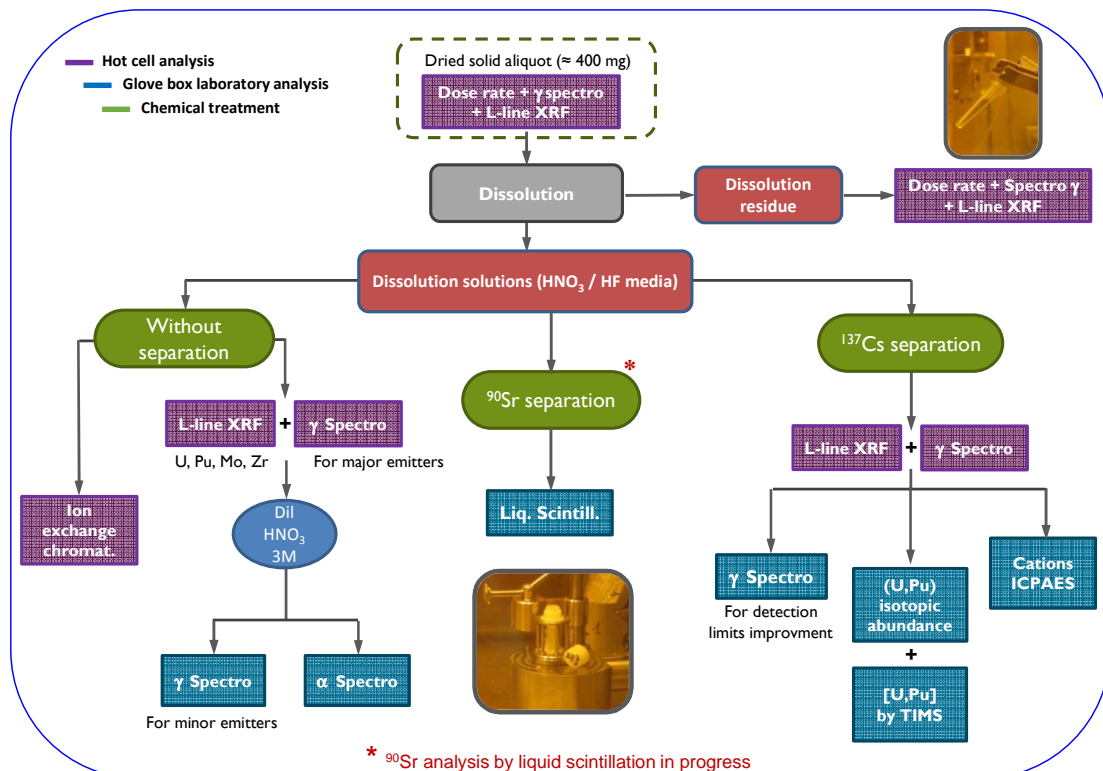 Hot cell analysis
Glove box laboratory analysis
Chemical treatment
Dried solid aliquot (≈ 400 mg)
Dose rate + γ spectro
+ L-line XRF
Dissolution
Dissolution
residue
Dose rate + Spectro γ
+ L-line XRF
Dissolution solutions (HNO₃ / HF media)
Without
separation
L-line XRF
+
γ Spectro
U, Pu, Mo, Zr
For major emitters
Ion
exchange
chromat.
Dil
HNO₃
3M
γ Spectro
For minor emitters
α Spectro
*
⁹⁰Sr separation
Liq. Scintill.
¹³⁷Cs separation
L-line XRF
+
γ Spectro
γ Spectro
For detection
limits improvment
(U,Pu)
isotopic
abundance
+
[U,Pu]
by TIMS
Cations
ICPAES
* ⁹⁰Sr analysis by liquid scintillation in progress